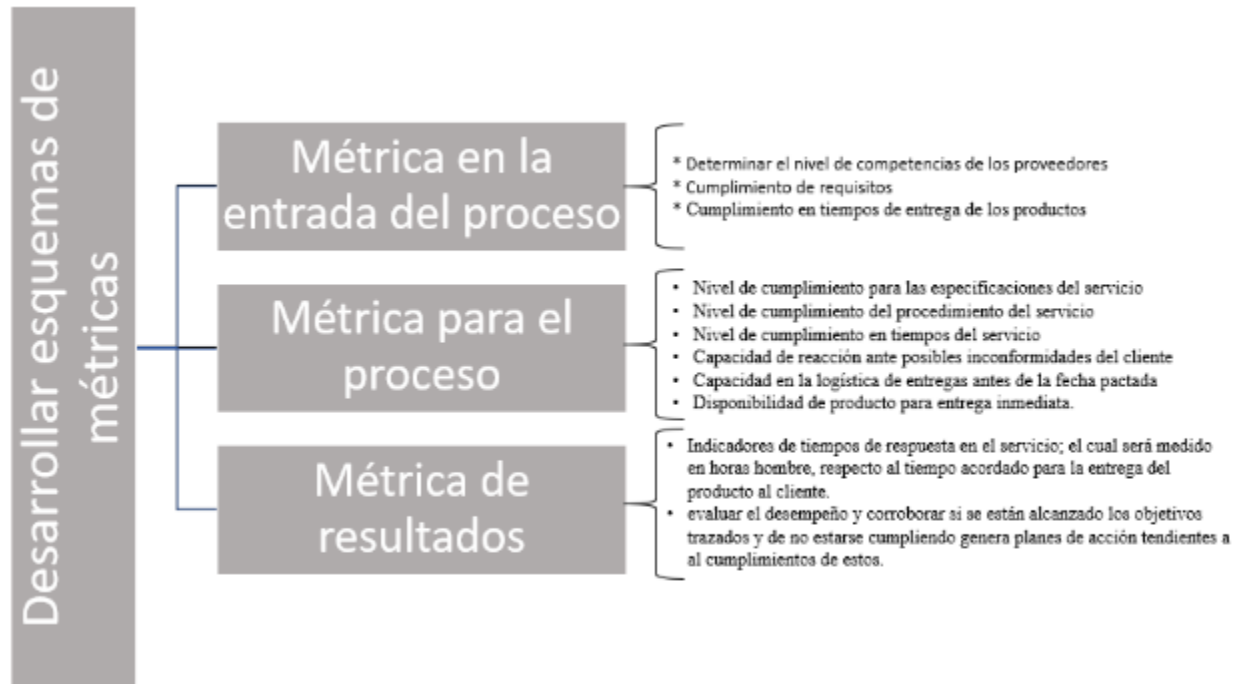 Desarrollar esquemas de
métricas
Métrica en la
entrada del proceso
* Determinar el nivel de competencias de los proveedores
* Cumplimiento de requisitos
* Cumplimiento en tiempos de entrega de los productos
Métrica para el
proceso
• Nivel de cumplimiento para las especificaciones del servicio
• Nivel de cumplimiento del procedimiento del servicio
• Nivel de cumplimiento en tiempos del servicio
• Capacidad de reacción ante posibles inconformidades del cliente
• Capacidad en la logística de entregas antes de la fecha pactada
• Disponibilidad de producto para entrega inmediata.
Métrica de
resultados
• Indicadores de tiempos de respuesta en el servicio; el cual será medido
en horas hombre, respecto al tiempo acordado para la entrega del
producto al cliente.
• evaluar el desempeño y corroborar si se están alcanzado los objetivos
trazados y de no estarse cumpliendo genera planes de acción tendientes a
al cumplimientos de estos.